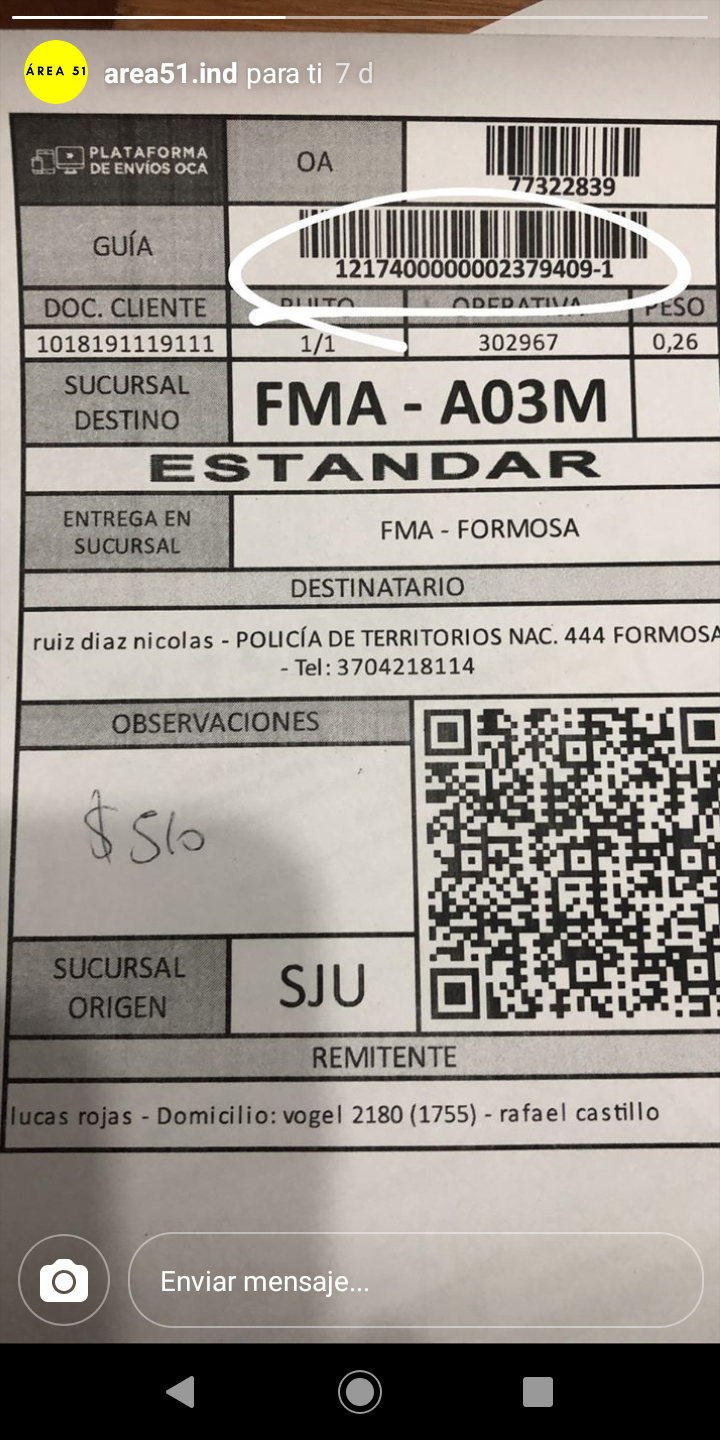 ÁREA 51
area51.ind para ti 7 d
PLATAFORMA
DE ENVÍOS OCA
OA
77322839
GUÍA
1217400000002379409-1
DOC. CLIENTE BULTO OPERATIVA PESO
1018191119111 1/1 302967 0,26
SUCURSAL
DESTINO
FMA - A03M
ESTANDAR
ENTREGA EN
SUCURSAL
FMA - FORMOSA
DESTINATARIO
ruiz diaz nicolas - POLICÍA DE TERRITORIOS NAC. 444 FORMOSA
- Tel: 3704218114
OBSERVACIONES
$ 510
SUCURSAL
ORIGEN
SJU
REMITENTE
lucas rojas - Domicilio: vogel 2180 (1755) - rafael castillo
Enviar mensaje...